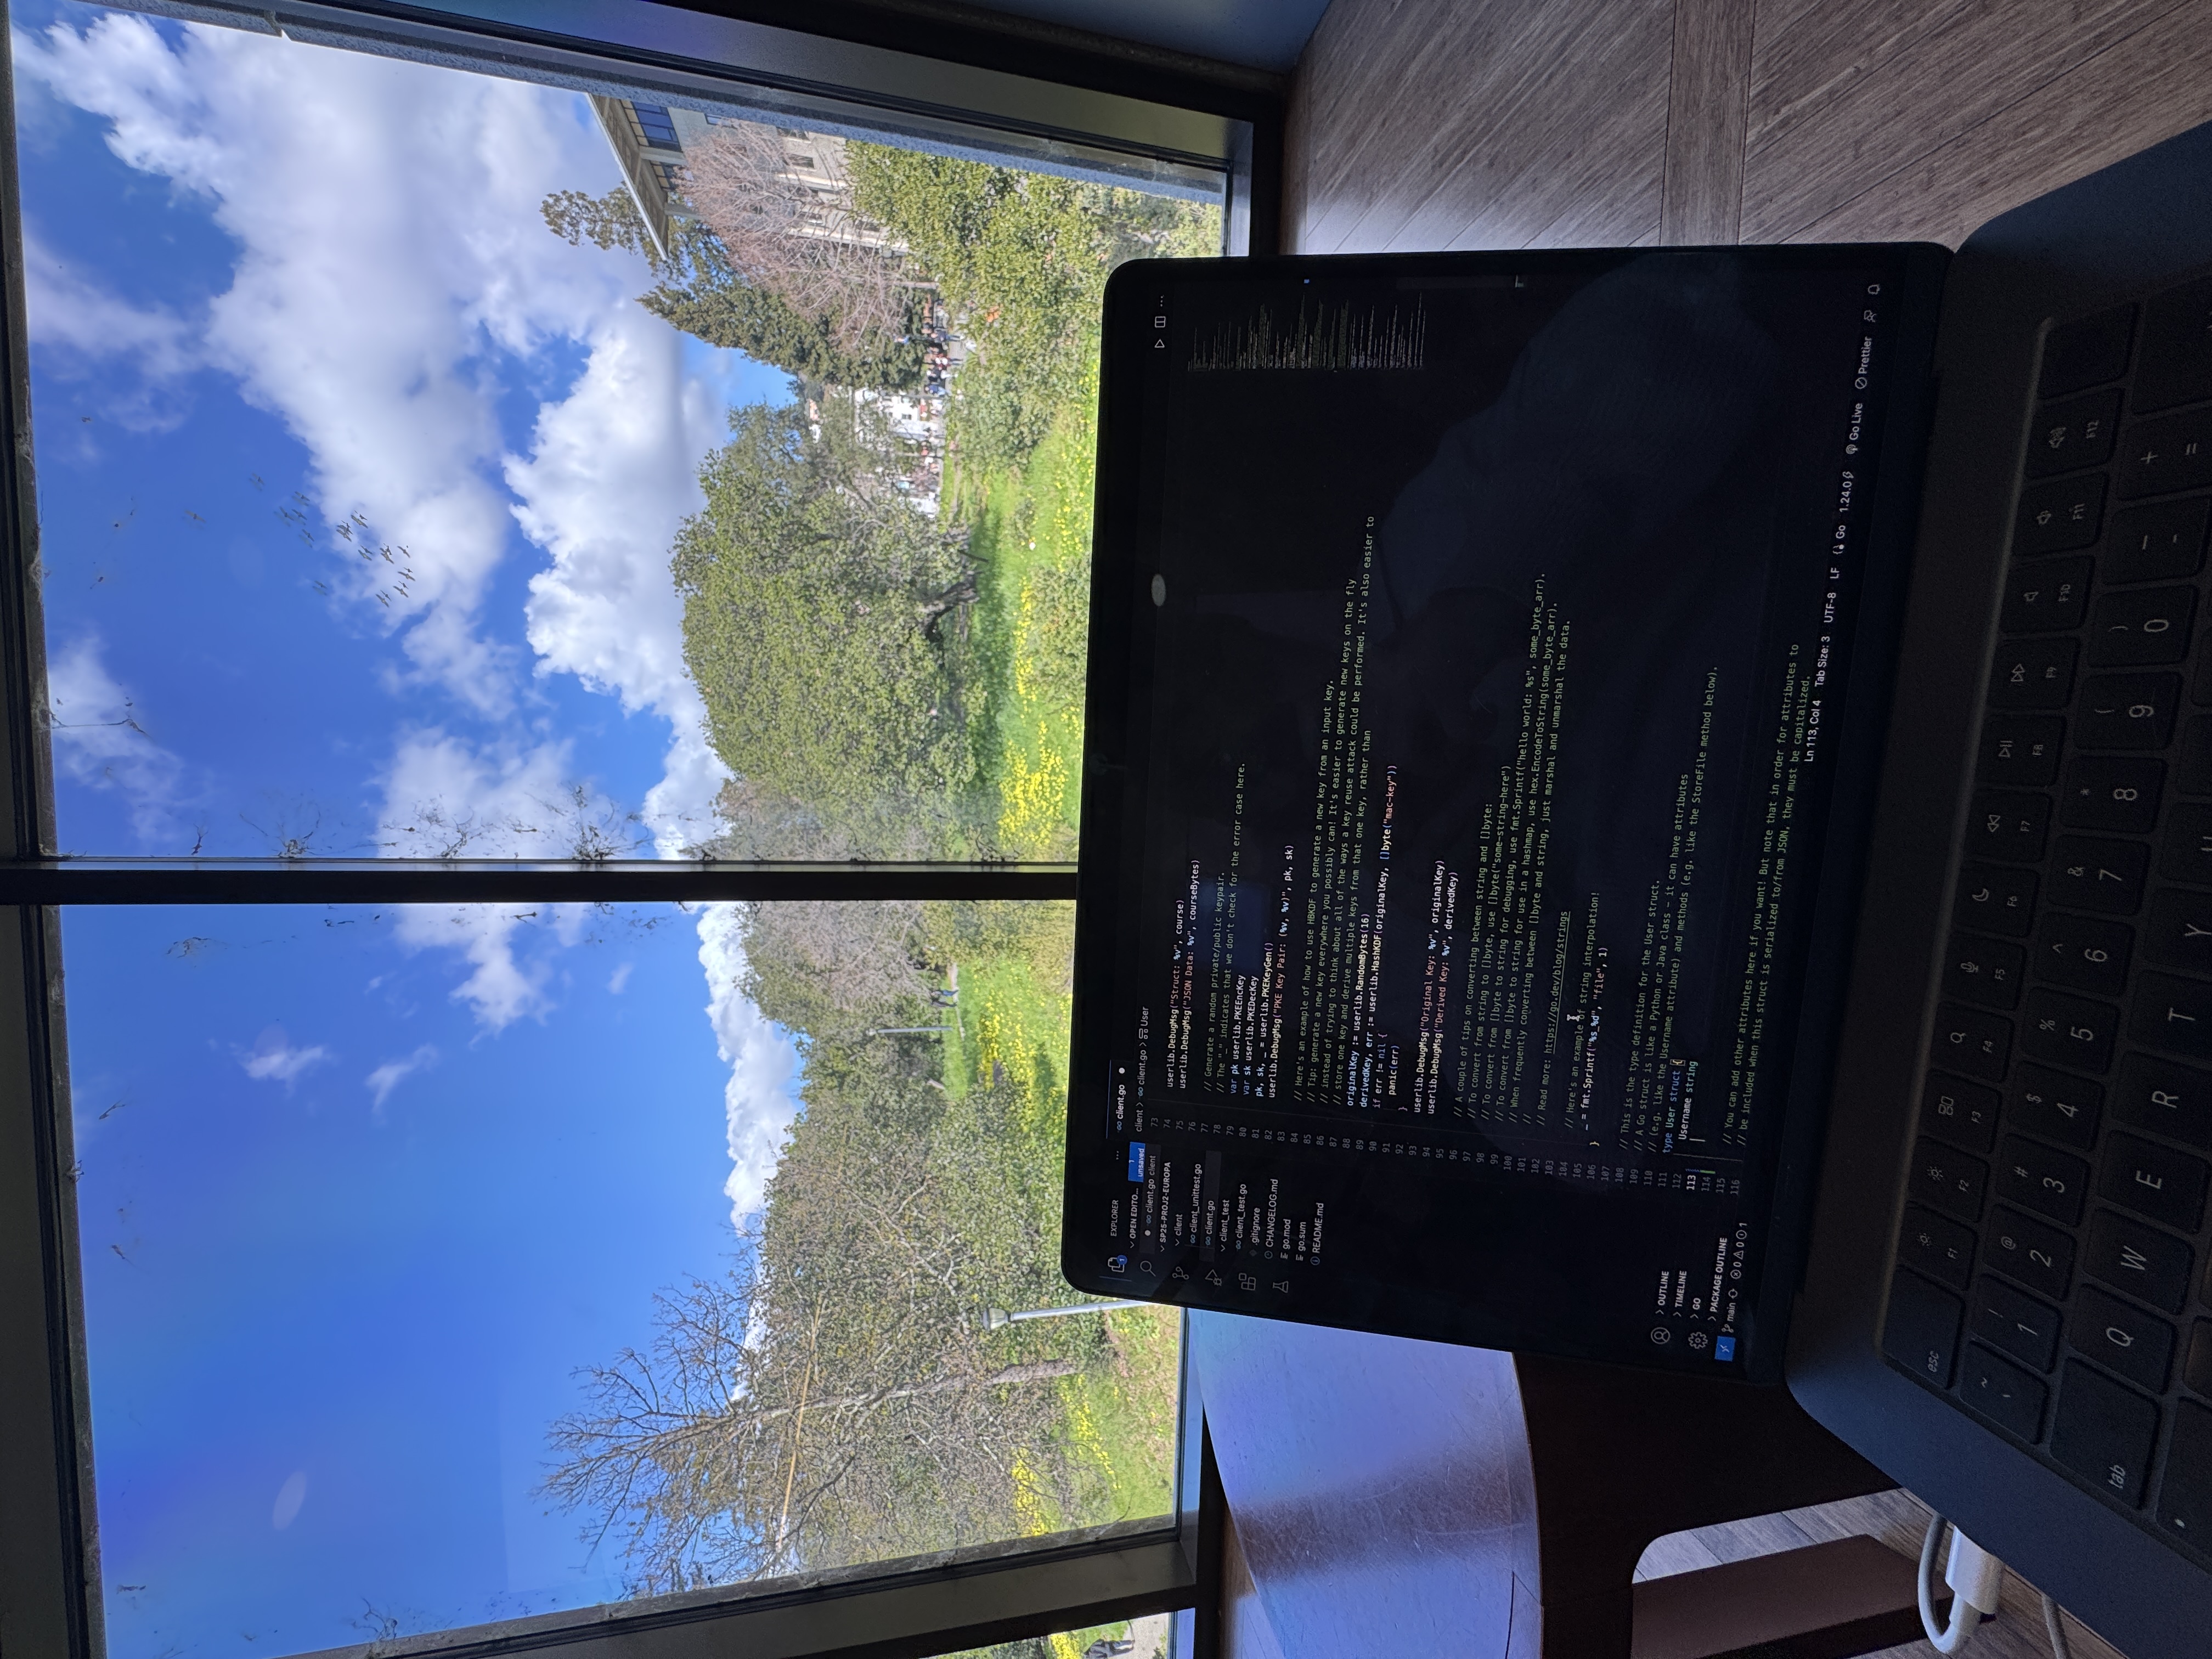 EXPLORER
...
OPEN EDITO...
1
unsaved
client.go client
SP25-PROJ2-EUROPA
client
client_unittest.go
client.go
client_test
client_test.go
.gitignore
CHANGELOG.md
go.mod
go.sum
README.md
OUTLINE
TIMELINE
GO
PACKAGE OUTLINE
client.go
client > client.go > User
73
74
75 userlib.DebugMsg("Struct: %v", course)
76 userlib.DebugMsg("JSON Data: %v", courseBytes)
77
78 // Generate a random private/public keypair.
79 // The "_" indicates that we don't check for the error case here.
80 var pk userlib.PKEEncKey
81 var sk userlib.PKEDecKey
82 pk, sk, _ = userlib.PKEKeyGen()
83 userlib.DebugMsg("PKE Key Pair: (%v, %v)", pk, sk)
84
85 // Here's an example of how to use HBKDF to generate a new key from an input key.
86 // Tip: generate a new key everywhere you possibly can! It's easier to generate new keys on the fly
87 // instead of trying to think about all of the ways a key reuse attack could be performed. It's also easier to
88 // store one key and derive multiple keys from that one key, rather than
89 originalKey := userlib.RandomBytes(16)
90 derivedKey, err := userlib.HashKDF(originalKey, []byte("mac-key"))
91 if err != nil {
92 panic(err)
93 }
94 userlib.DebugMsg("Original Key: %v", originalKey)
95 userlib.DebugMsg("Derived Key: %v", derivedKey)
96
97 // A couple of tips on converting between string and []byte:
98 // To convert from string to []byte, use []byte("some-string-here")
99 // To convert from []byte to string for debugging, use fmt.Sprintf("hello world: %s", some_byte_arr).
100 // To convert from []byte to string for use in a hashmap, use hex.EncodeToString(some_byte_arr).
101 // When frequently converting between []byte and string, just marshal and unmarshal the data.
102 //
103 // Read more: https://go.dev/blog/strings
104
105 // Here's an example of string interpolation!
106 _ = fmt.Sprintf("%s_%d", "file", 1)
107 }
108
109 // This is the type definition for the User struct.
110 // A Go struct is like a Python or Java class - it can have attributes
111 // (e.g. like the Username attribute) and methods (e.g. like the StoreFile method below).
112 type User struct {
113 Username string
114
115
116 // You can add other attributes here if you want! But note that in order for attributes to
// be included when this struct is serialized to/from JSON, they must be capitalized.
main 0 0 1
Ln 113, Col 4 Tab Size: 3 UTF-8 LF Go 1.24.0 Go Live Prettier
esc F1 F2 F3 F4 F5 F6 F7 F8 F9 F10 F11 F12
~ ! @ # $ % ^ & * ( ) _ +
` 1 2 3 4 5 6 7 8 9 0 - =
tab Q W E R T Y U